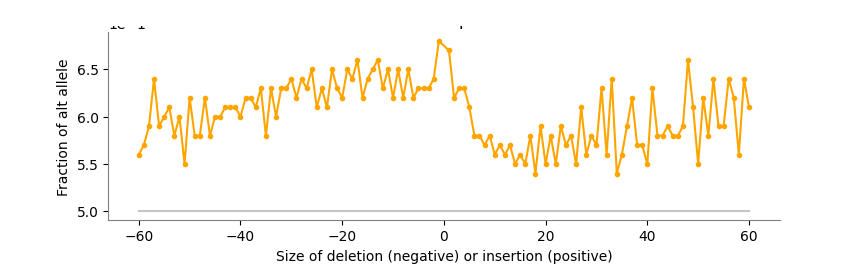 6.5
6.0
5.5
5.0
Fraction of alt allele
−60 −40 −20 0 20 40 60
Size of deletion (negative) or insertion (positive)